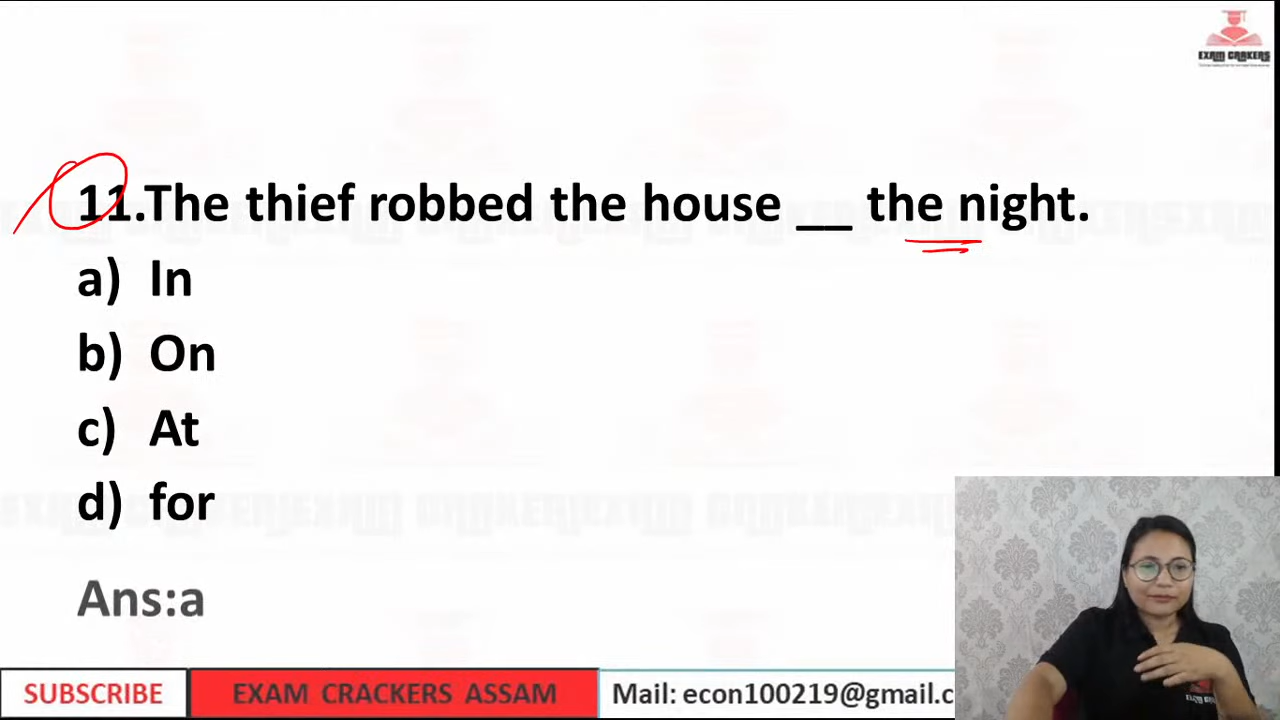 EXAM CRAKERS
11.The thief robbed the house __ the night.
a) In
b) On
c) At
d) for
Ans:a
SUBSCRIBE
EXAM CRACKERS ASSAM
Mail: econ100219@gmail.c